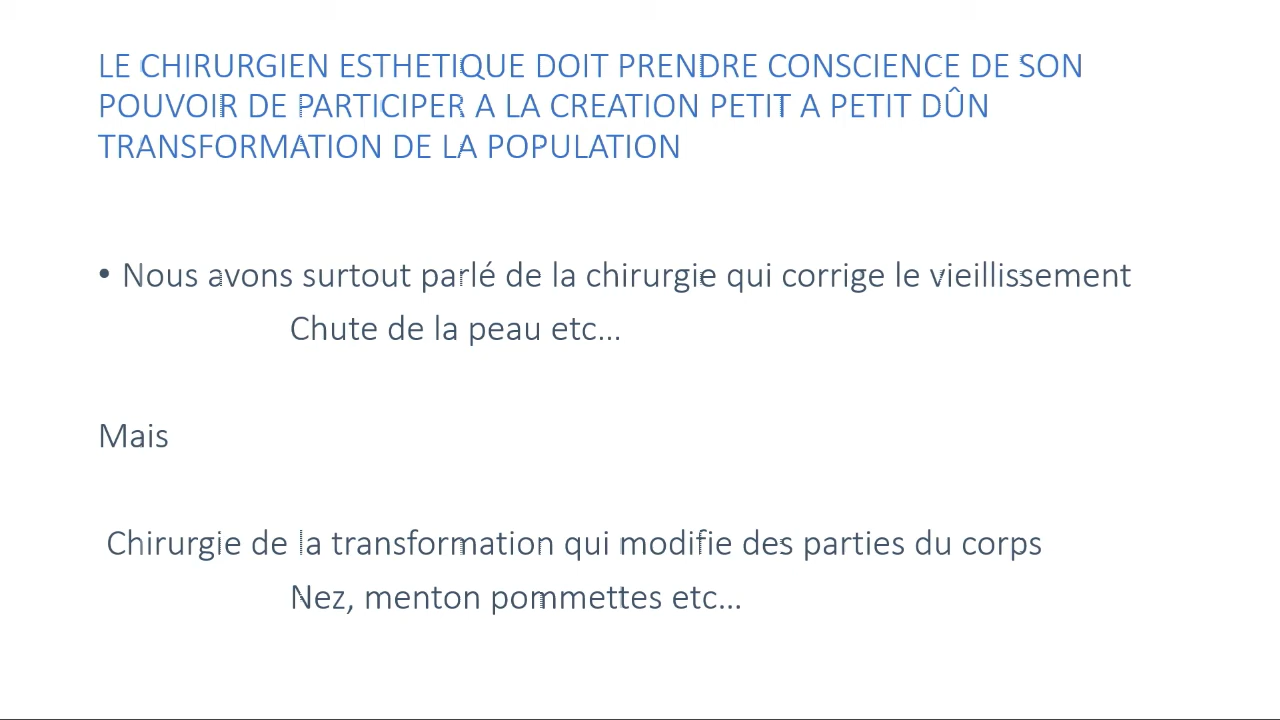 LE CHIRURGIEN ESTHETIQUE DOIT PRENDRE CONSCIENCE DE SON
POUVOIR DE PARTICIPER A LA CREATION PETIT A PETIT DÛN
TRANSFORMATION DE LA POPULATION
• Nous avons surtout parlé de la chirurgie qui corrige le vieillissement
Chute de la peau etc...
Mais
Chirurgie de la transformation qui modifie des parties du corps
Nez, menton pommettes etc...